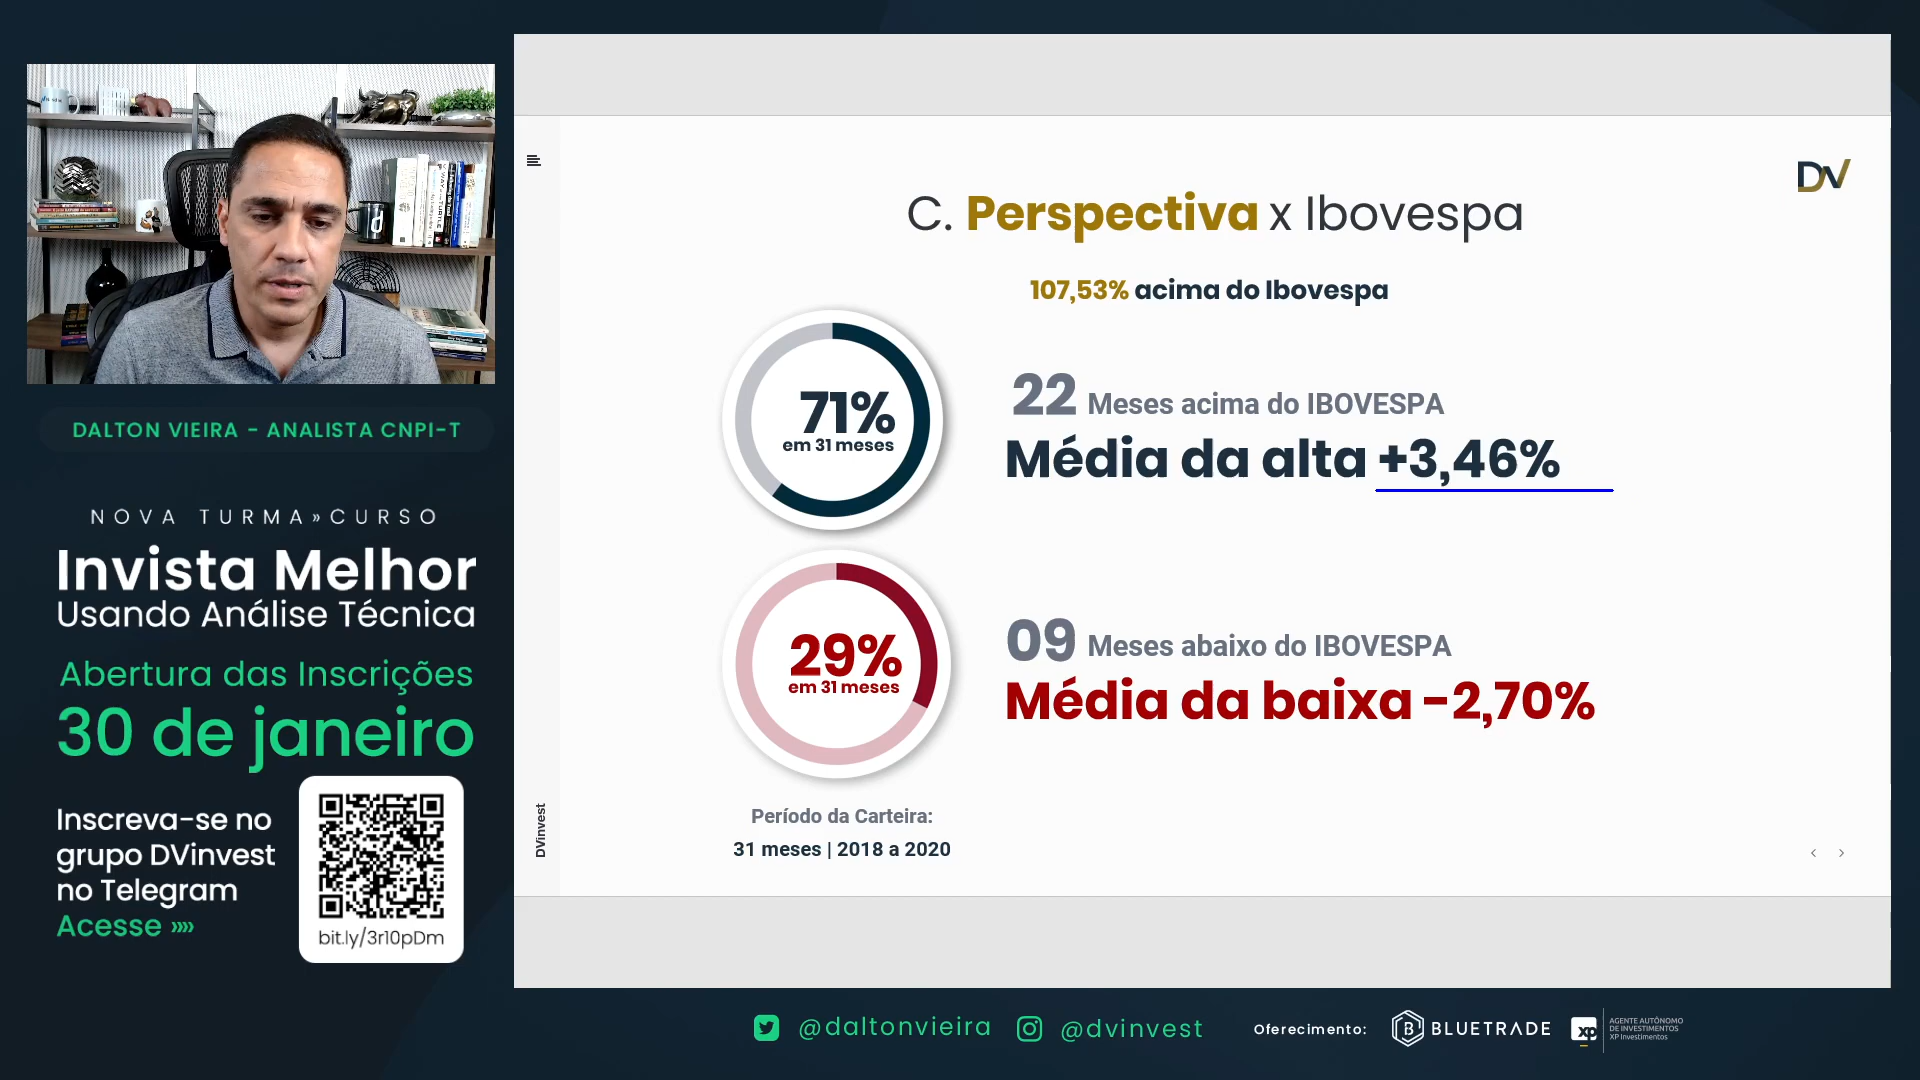 DALTON VIEIRA - ANALISTA CNPI-T
NOVA TURMA» CURSO
Invista Melhor
Usando Análise Técnica
Abertura das Inscrições
30 de janeiro
Inscreva-se no
grupo DVinvest
no Telegram
Acesse »»
bit.ly/3r10pDm
DV
C. Perspectiva x Ibovespa
107,53% acima do Ibovespa
71%
em 31 meses
22 Meses acima do IBOVESPA
Média da alta +3,46%
29%
em 31 meses
09 Meses abaixo do IBOVESPA
Média da baixa -2,70%
Período da Carteira:
31 meses | 2018 a 2020
DVinvest
@daltonvieira
@dvinvest
Oferecimento:
BLUETRADE
xp
AGENTE AUTÔNOMO
DE INVESTIMENTOS
XP Investimentos